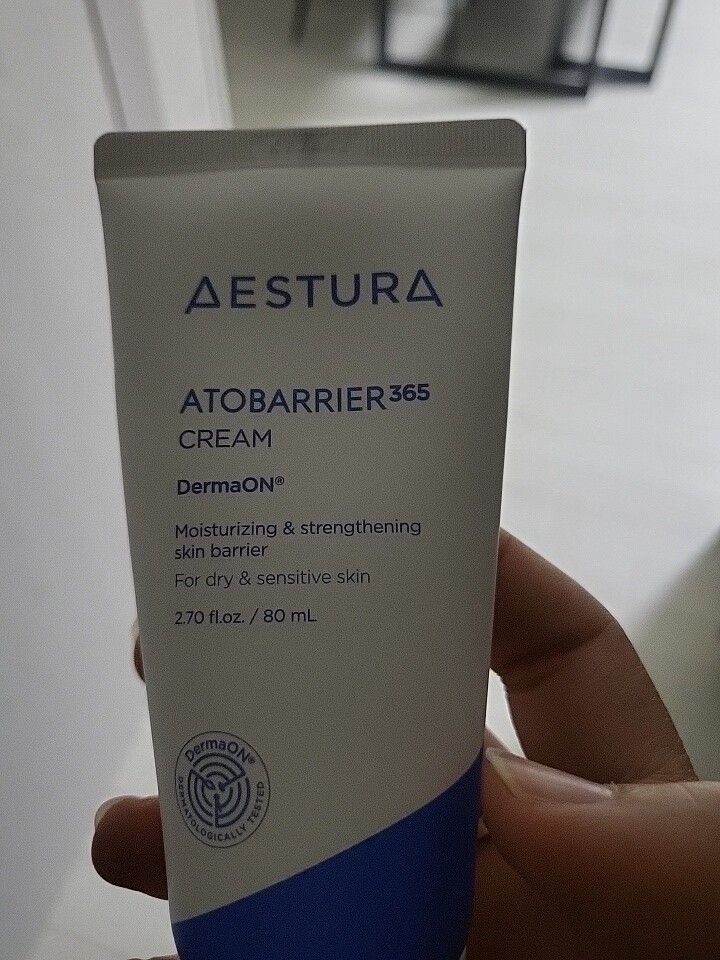 AESTURA
ATOBARRIER365
CREAM
DermaON®
Moisturizing & strengthening
skin barrier
For dry & sensitive skin
2.70 fl.oz. / 80 mL
DermaON®
DERMATOLOGICALLY TESTED